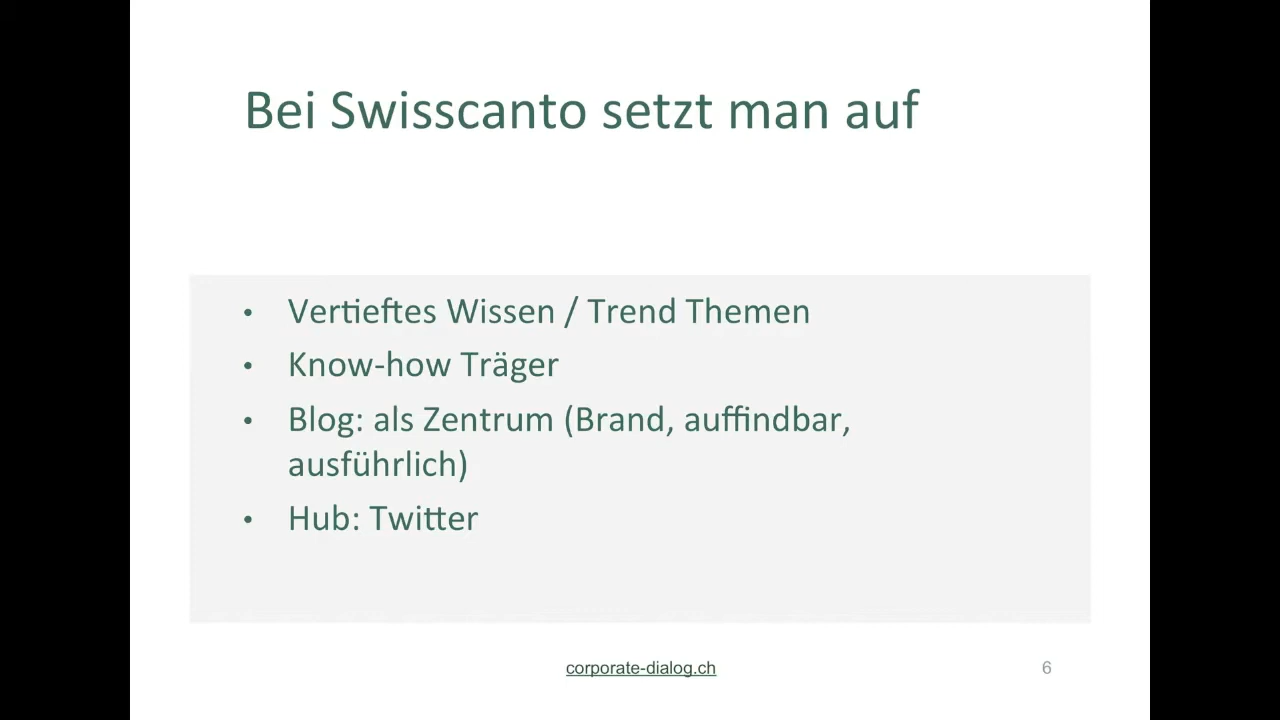 Bei Swisscanto setzt man auf
• Vertieftes Wissen / Trend Themen
• Know-how Träger
• Blog: als Zentrum (Brand, auffindbar,
ausführlich)
• Hub: Twitter
corporate-dialog.ch
6